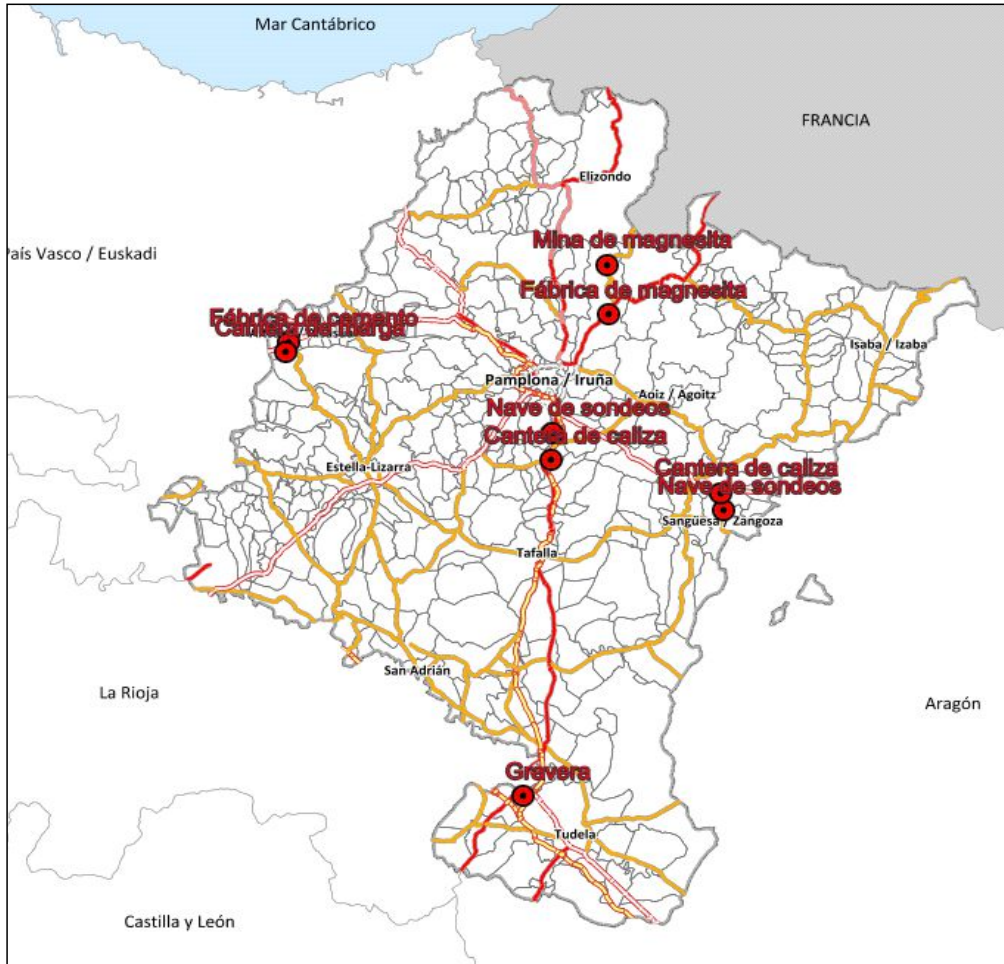 Mar Cantábrico
FRANCIA
Elizondo
Mina de magnesita
País Vasco / Euskadi
Fábrica de magnesita
Fábrica de cemento
Cantera de marga
Isaba / Izaba
Pamplona / Iruña
Aoiz / Agoitz
Nave de sondeos
Cantera de caliza
Estella-Lizarra
Cantera de caliza
Nave de sondeos
Sangüesa / Zangoza
Tafalla
San Adrián
La Rioja
Aragón
Gravera
Tudela
Castilla y León